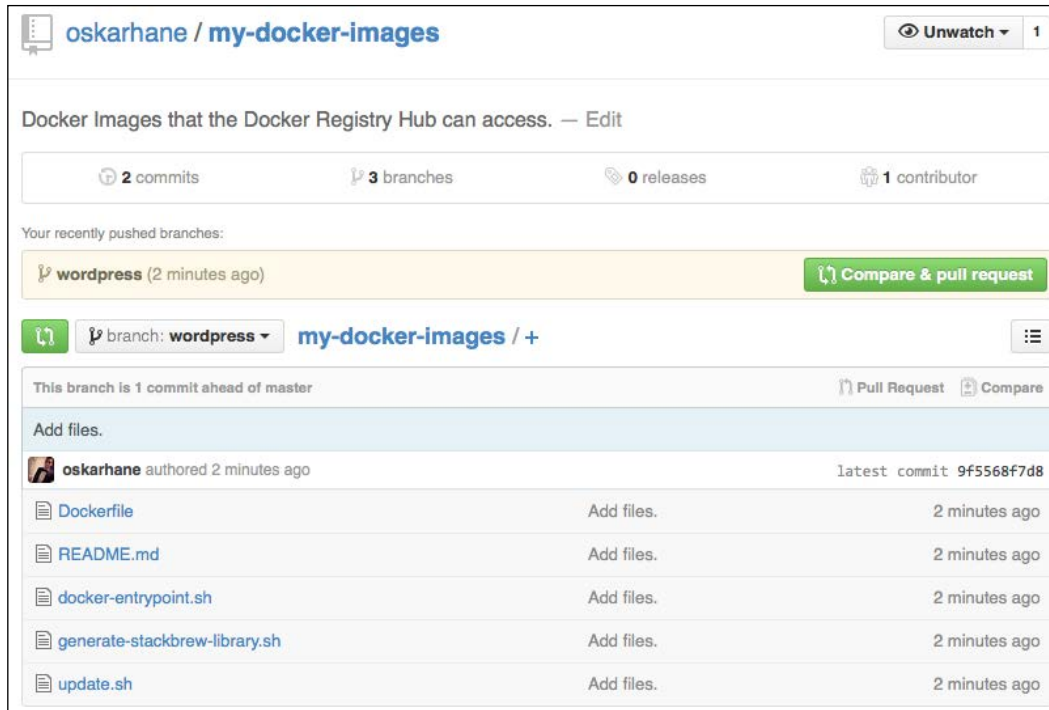 oskarhane / my-docker-images
Unwatch 1
Docker Images that the Docker Registry Hub can access. — Edit
2 commits 3 branches 0 releases 1 contributor
Your recently pushed branches:
wordpress (2 minutes ago) Compare & pull request
branch: wordpress my-docker-images / +
This branch is 1 commit ahead of master Pull Request Compare
Add files.
oskarhane authored 2 minutes ago latest commit 9f5568f7d8
Dockerfile Add files. 2 minutes ago
README.md Add files. 2 minutes ago
docker-entrypoint.sh Add files. 2 minutes ago
generate-stackbrew-library.sh Add files. 2 minutes ago
update.sh Add files. 2 minutes ago